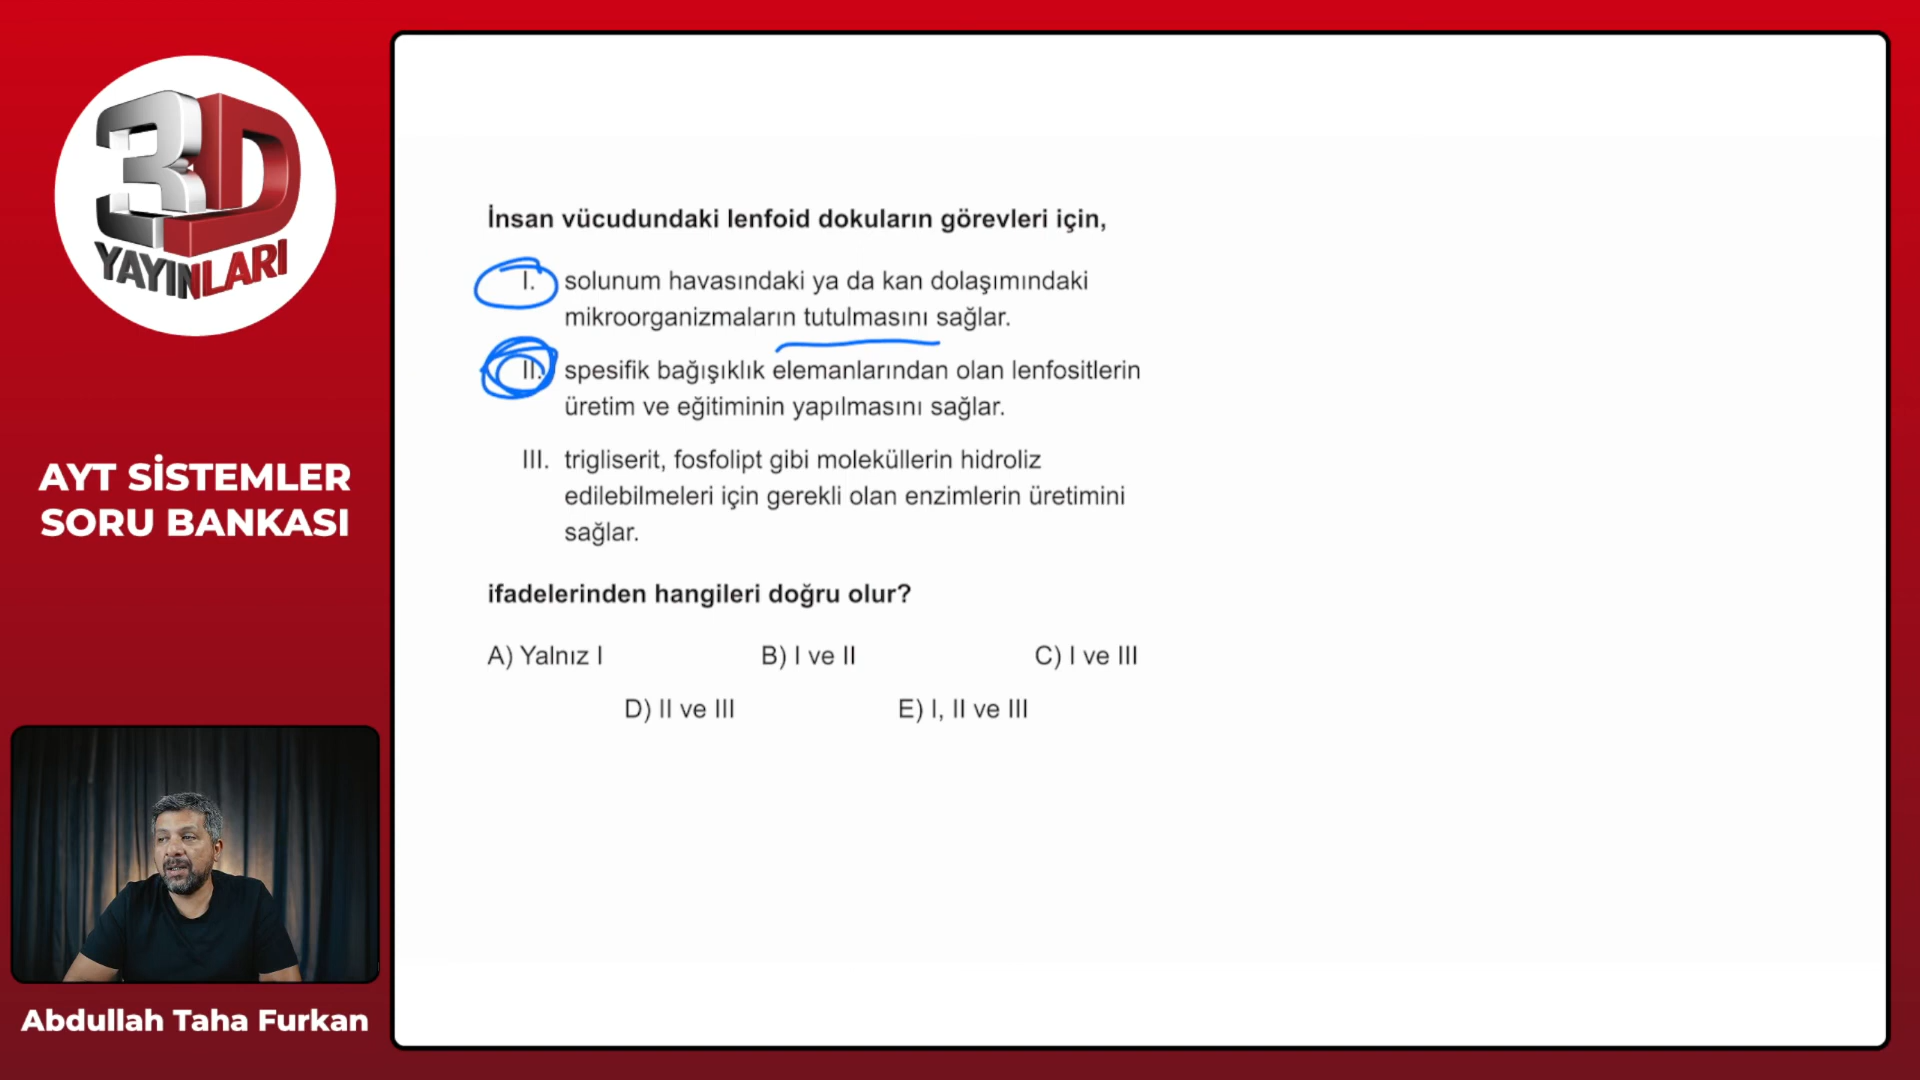 3D
YAYINLARI
AYT SİSTEMLER
SORU BANKASI
Abdullah Taha Furkan
İnsan vücudundaki lenfoid dokuların görevleri için,
I. solunum havasındaki ya da kan dolaşımındaki
mikroorganizmaların tutulmasını sağlar.
II. spesifik bağışıklık elemanlarından olan lenfositlerin
üretim ve eğitiminin yapılmasını sağlar.
III. trigliserit, fosfolipt gibi moleküllerin hidroliz
edilebilmeleri için gerekli olan enzimlerin üretimini
sağlar.
ifadelerinden hangileri doğru olur?
A) Yalnız I B) I ve II C) I ve III
D) II ve III E) I, II ve III